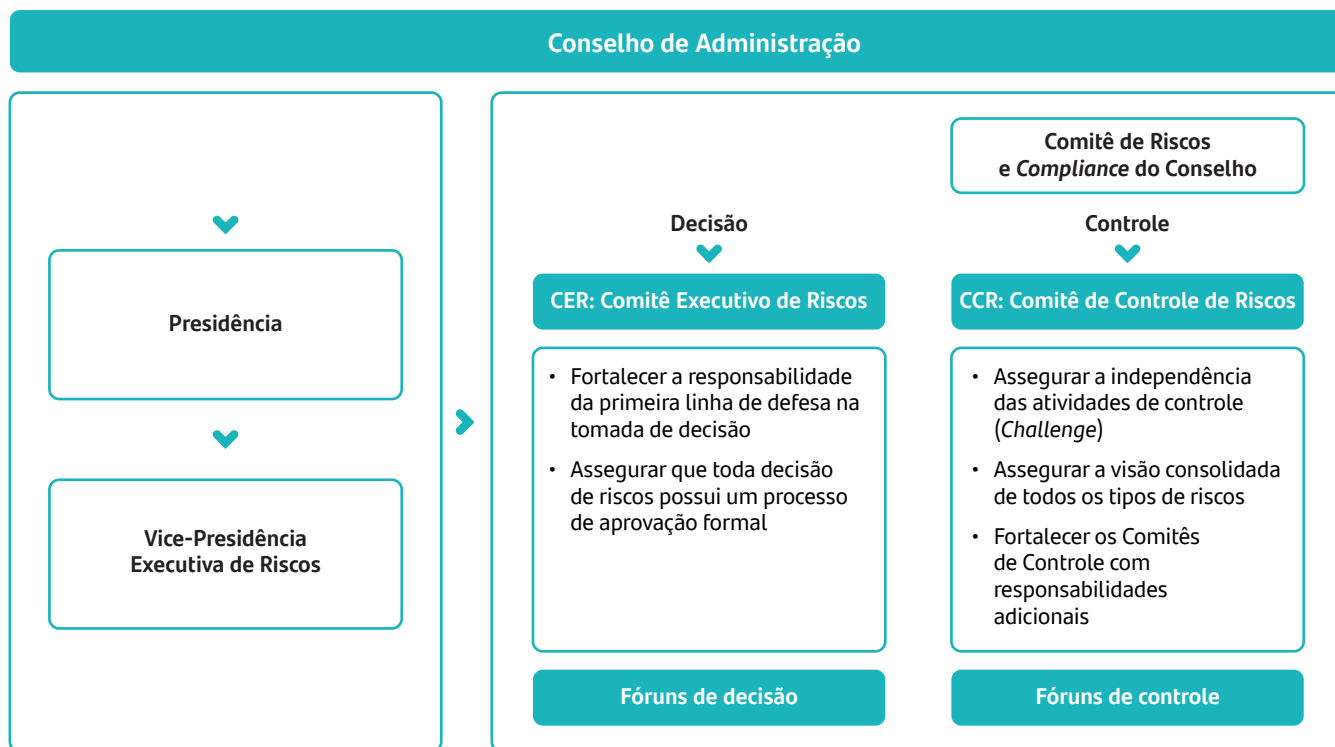 Conselho de Administração
Presidência
Vice-Presidência
Executiva de Riscos
Comitê de Riscos
e Compliance do Conselho
Decisão
CER: Comitê Executivo de Riscos
• Fortalecer a responsabilidade
da primeira linha de defesa na
tomada de decisão
• Assegurar que toda decisão
de riscos possui um processo
de aprovação formal
Fóruns de decisão
Controle
CCR: Comitê de Controle de Riscos
• Assegurar a independência
das atividades de controle
(Challenge)
• Assegurar a visão consolidada
de todos os tipos de riscos
• Fortalecer os Comitês
de Controle com
responsabilidades
adicionais
Fóruns de controle